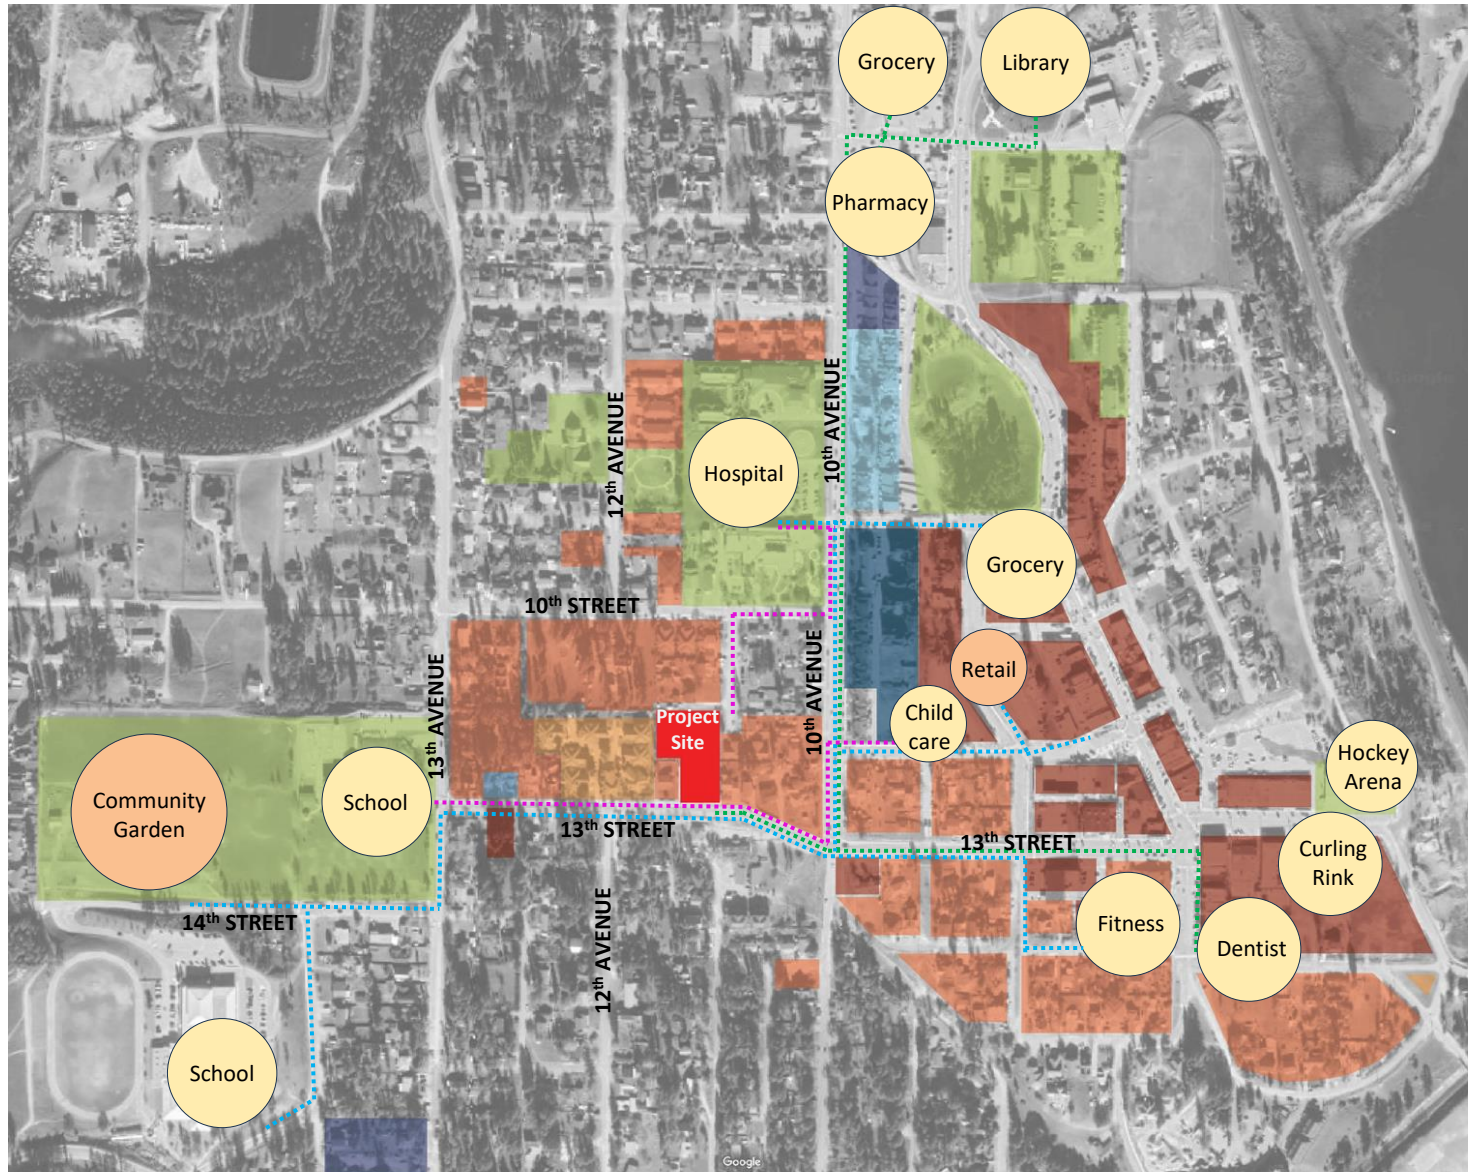 Grocery
Library
Pharmacy
12th AVENUE
10th AVENUE
Hospital
Grocery
10th STREET
10th AVENUE
Retail
13th AVENUE
Project
Site
Child
care
Hockey
Arena
Community
Garden
School
13th STREET
13th STREET
Curling
Rink
14th STREET
12th AVENUE
Fitness
Dentist
School
Google